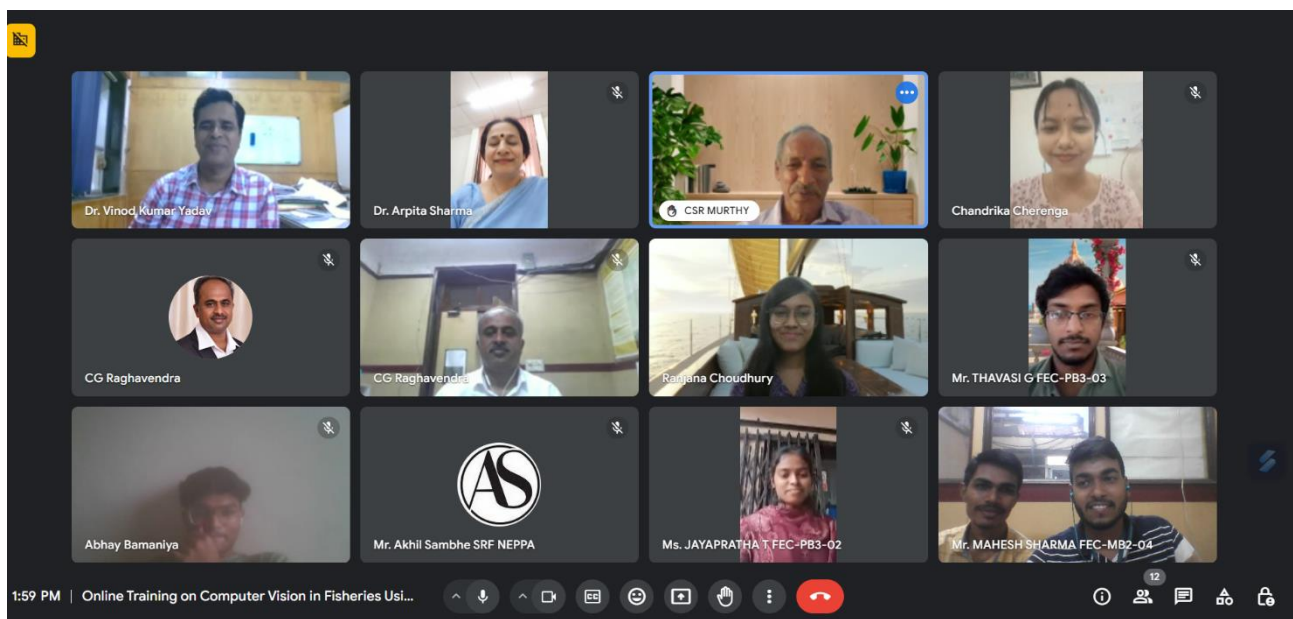 Dr. Vinod Kumar Yadav
Dr. Arpita Sharma
CSR MURTHY
Chandrika Cherenga
CG Raghavendra
CG Raghavendra
Ranjana Choudhury
Mr. THAVASI G FEC-PB3-03
Abhay Bamaniya
AS
Mr. Akhil Sambhe SRF NEPPA
Ms. JAYAPRATHA T FEC-PB3-02
Mr. MAHESH SHARMA FEC-MB2-04
1:59 PM | Online Training on Computer Vision in Fisheries Usi...
CC
12